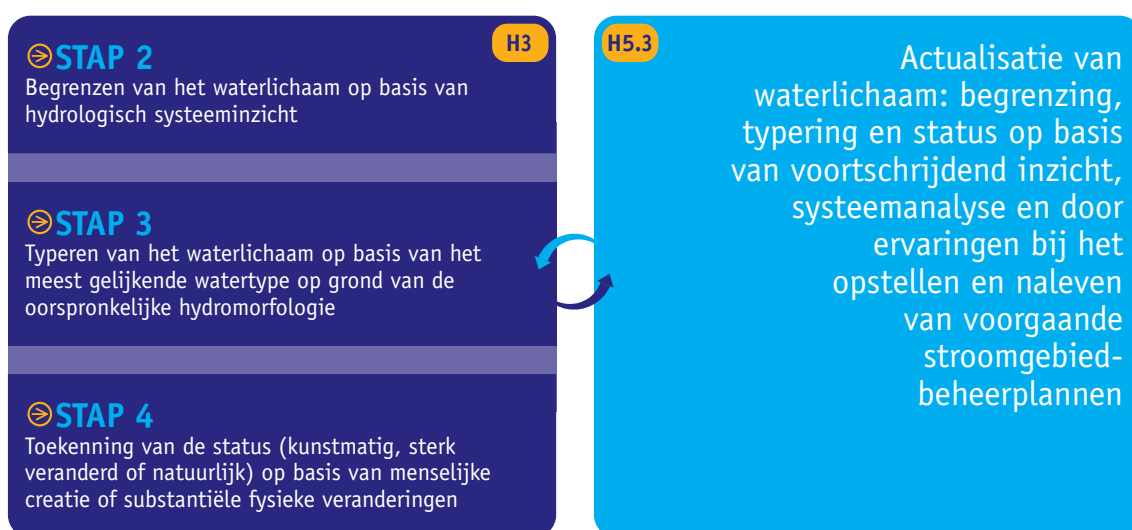 H3
STAP 2
Begrenzen van het waterlichaam op basis van
hydrologisch systeeminzicht
STAP 3
Typeren van het waterlichaam op basis van het
meest gelijkende watertype op grond van de
oorspronkelijke hydromorfologie
STAP 4
Toekenning van de status (kunstmatig, sterk
veranderd of natuurlijk) op basis van menselijke
creatie of substantiële fysieke veranderingen
H5.3
Actualisatie van
waterlichaam: begrenzing,
typering en status op basis
van voortschrijdend inzicht,
systeemanalyse en door
ervaringen bij het
opstellen en naleven
van voorgaande
stroomgebied-
beheerplannen